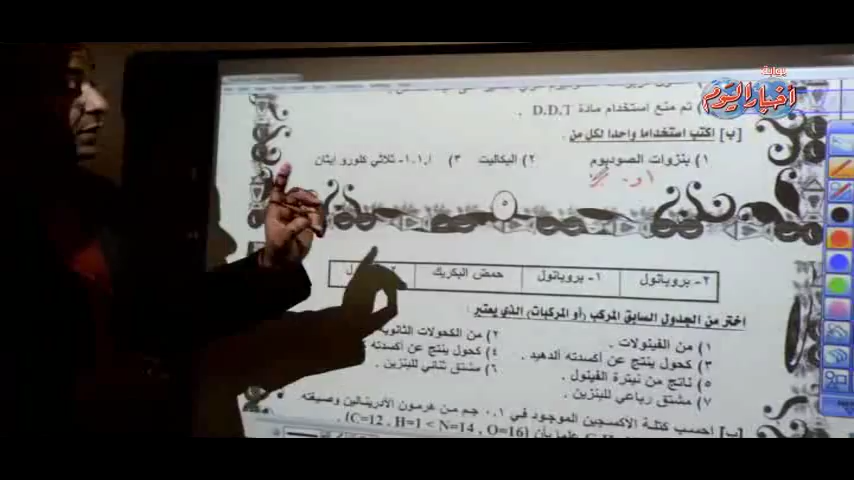 بوابة
أخبار اليوم
) تم منع استخدام مادة D.D.T .
[ب] اكتب استخداما واحدا لكل من
١) بنزوات الصوديوم ٢) البكاليت ٣) ١,١,١- ثلاثي كلورو إيثان
٥
٢- بروبانول ١- بروبانول حمض البكريك
اختر من الجدول السابق المركب (أو المركبات) الذي يعتبر :
١) من الفينولات . ٢) من الكحولات الثانوية
٣) كحول ينتج عن أكسدته ألدهيد . ٤) كحول ينتج عن أكسدته
٥) ناتج من نيترة الفينول . ٦) مشتق ثنائي للبنزين .
٧) مشتق رباعي للبنزين .
[ب] احسب كتلة الأكسجين الموجود في ٠,١ جم من هرمون الأدرينالين وصيغته
علما بأن (C=12 , H=1 < N=14 , O=16) .